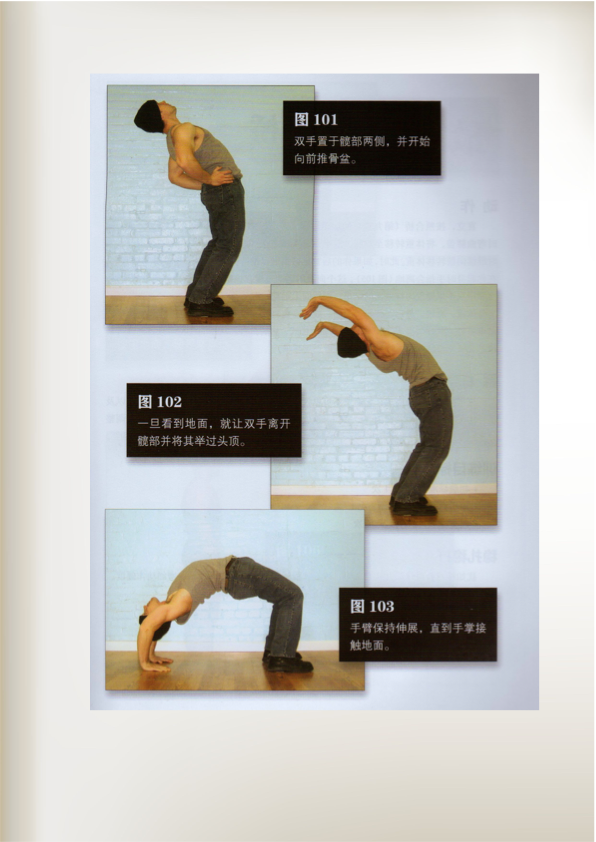 图 101
双手置于髋部两侧，并开始
向前推骨盆。
图 102
一旦看到地面，就让双手离开
髋部并将其举过头顶。
图 103
手臂保持伸展，直到手掌接
触地面。